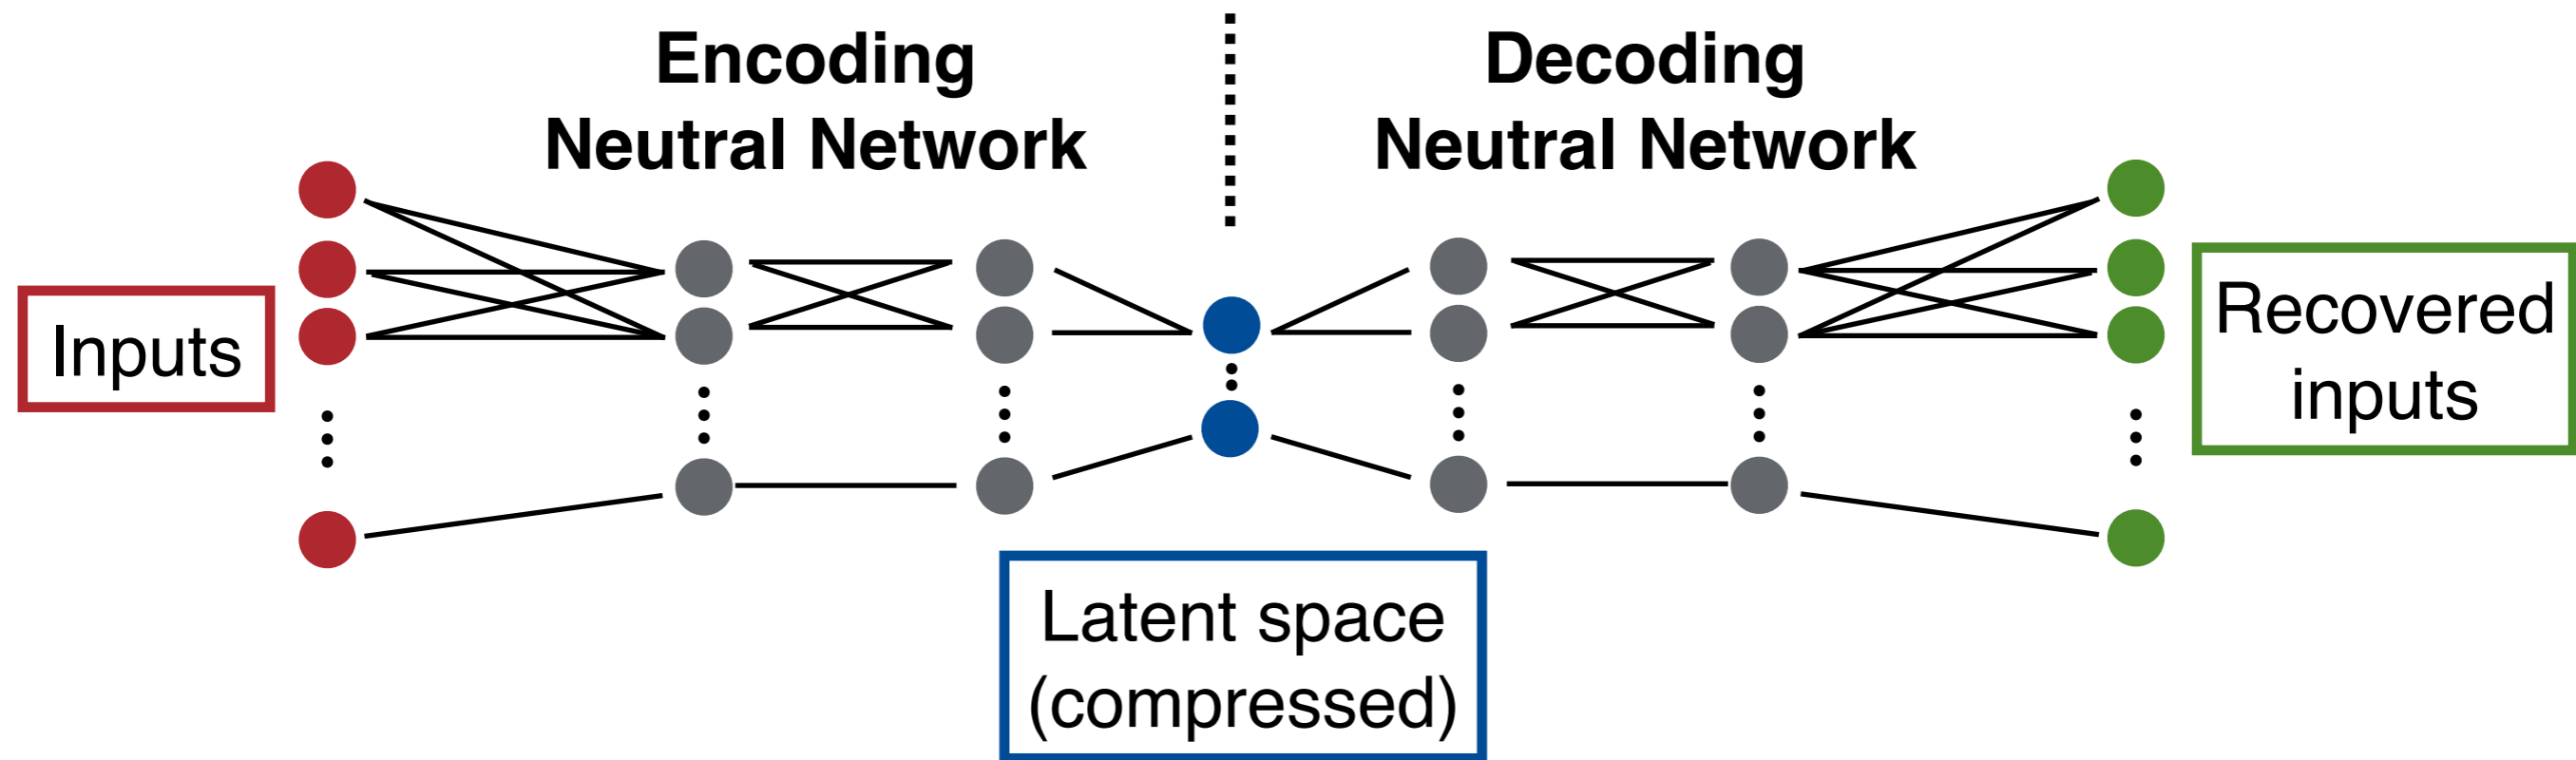 Encoding
Neutral Network
Decoding
Neutral Network
Inputs
Recovered
inputs
Latent space
(compressed)